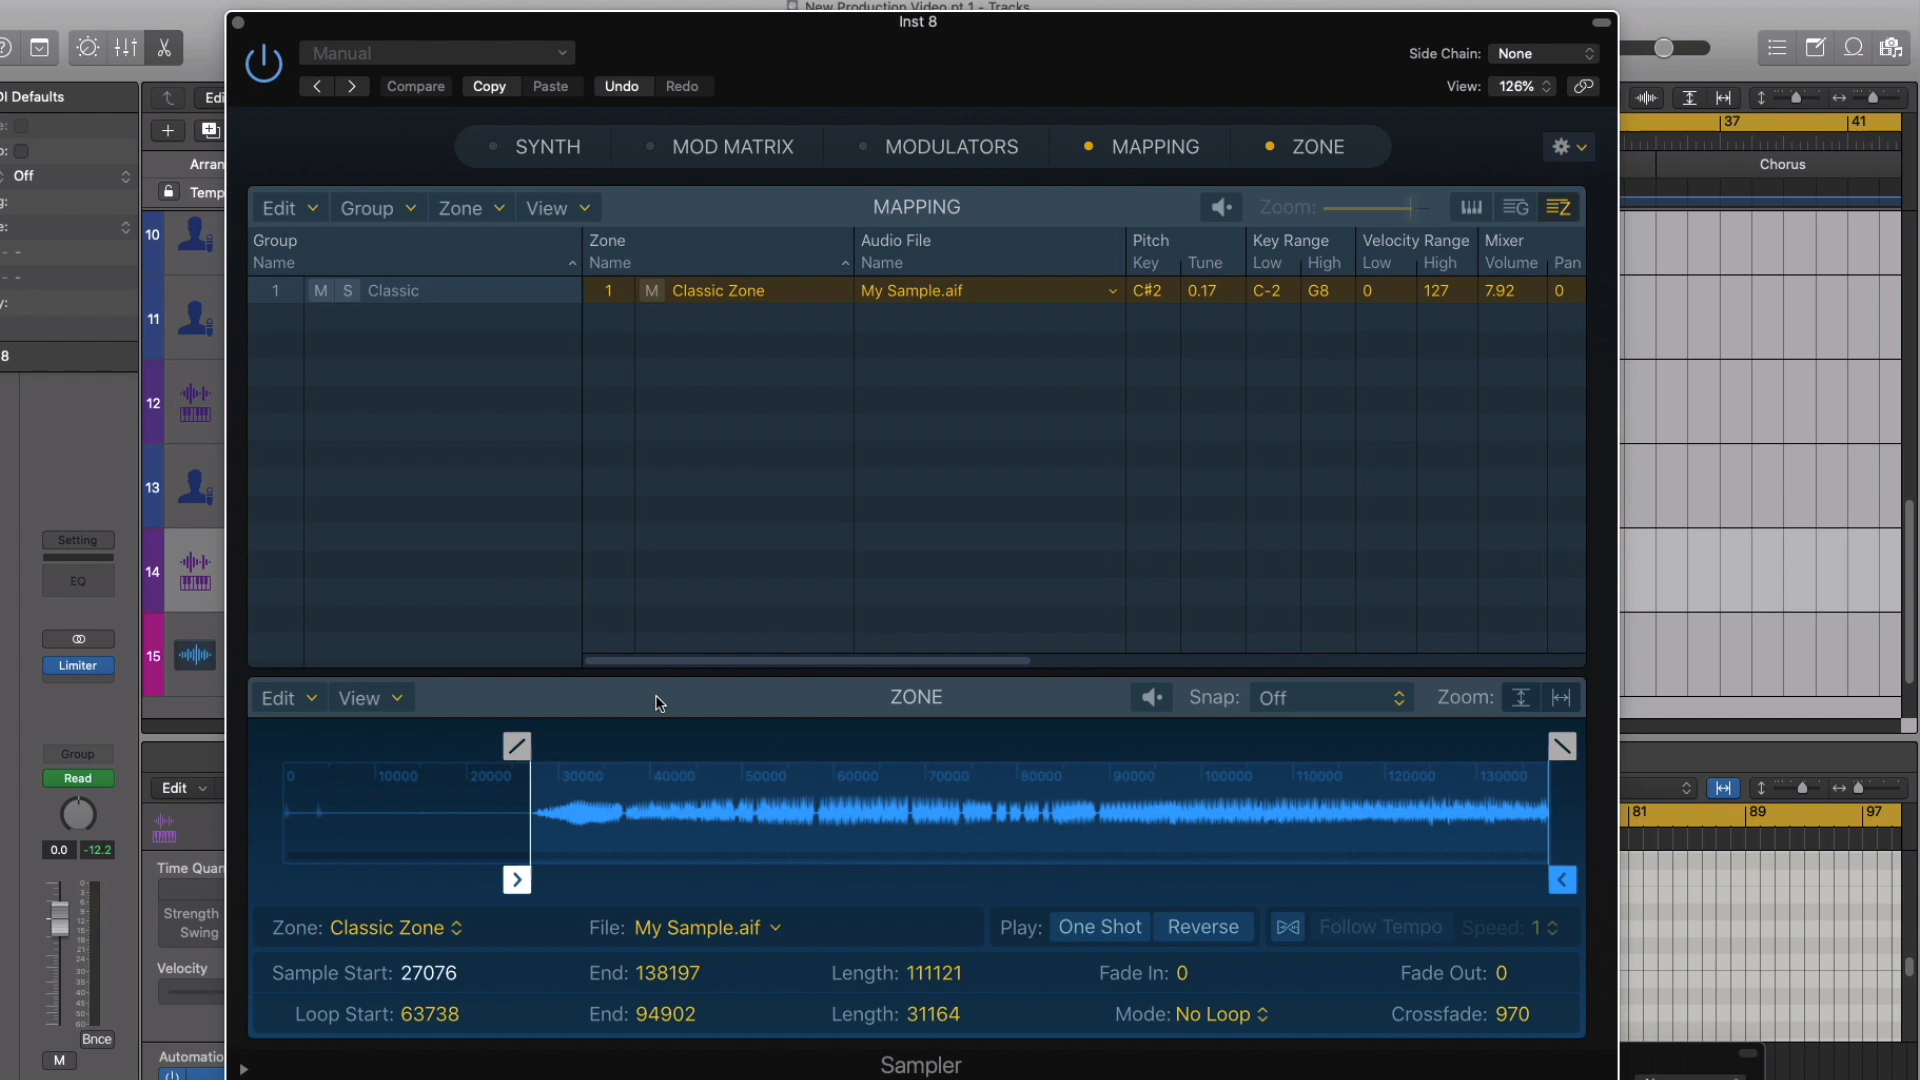 New Production Video pt 1 - Tracks
Inst 8
Manual
Side Chain: None
Compare Copy Paste Undo Redo
View: 126%
DI Defaults
Edi
37 41
SYNTH MOD MATRIX MODULATORS MAPPING ZONE
Arran
Chorus
Off
Temp
Edit Group Zone View MAPPING Zoom:
Group Zone Audio File Pitch Key Range Velocity Range Mixer
Name Name Name Key Tune Low High Low High Volume Pan
1 M S Classic 1 M Classic Zone My Sample.aif C#2 0.17 C-2 G8 0 127 7.92 0
10
11
8
12
13
Setting
14
EQ
15
Limiter
Edit View ZONE Snap: Off Zoom:
Group
Read
0 10000 20000 30000 40000 50000 60000 70000 80000 90000 100000 110000 120000 130000
Edit
81 89 97
0.0 -12.2
Time Quan
Strength
Swing
Zone: Classic Zone File: My Sample.aif Play: One Shot Reverse Follow Tempo Speed: 1
Velocity
Sample Start: 27076 End: 138197 Length: 111121 Fade In: 0 Fade Out: 0
Loop Start: 63738 End: 94902 Length: 31164 Mode: No Loop Crossfade: 970
Bnce
M
Automatio
Sampler